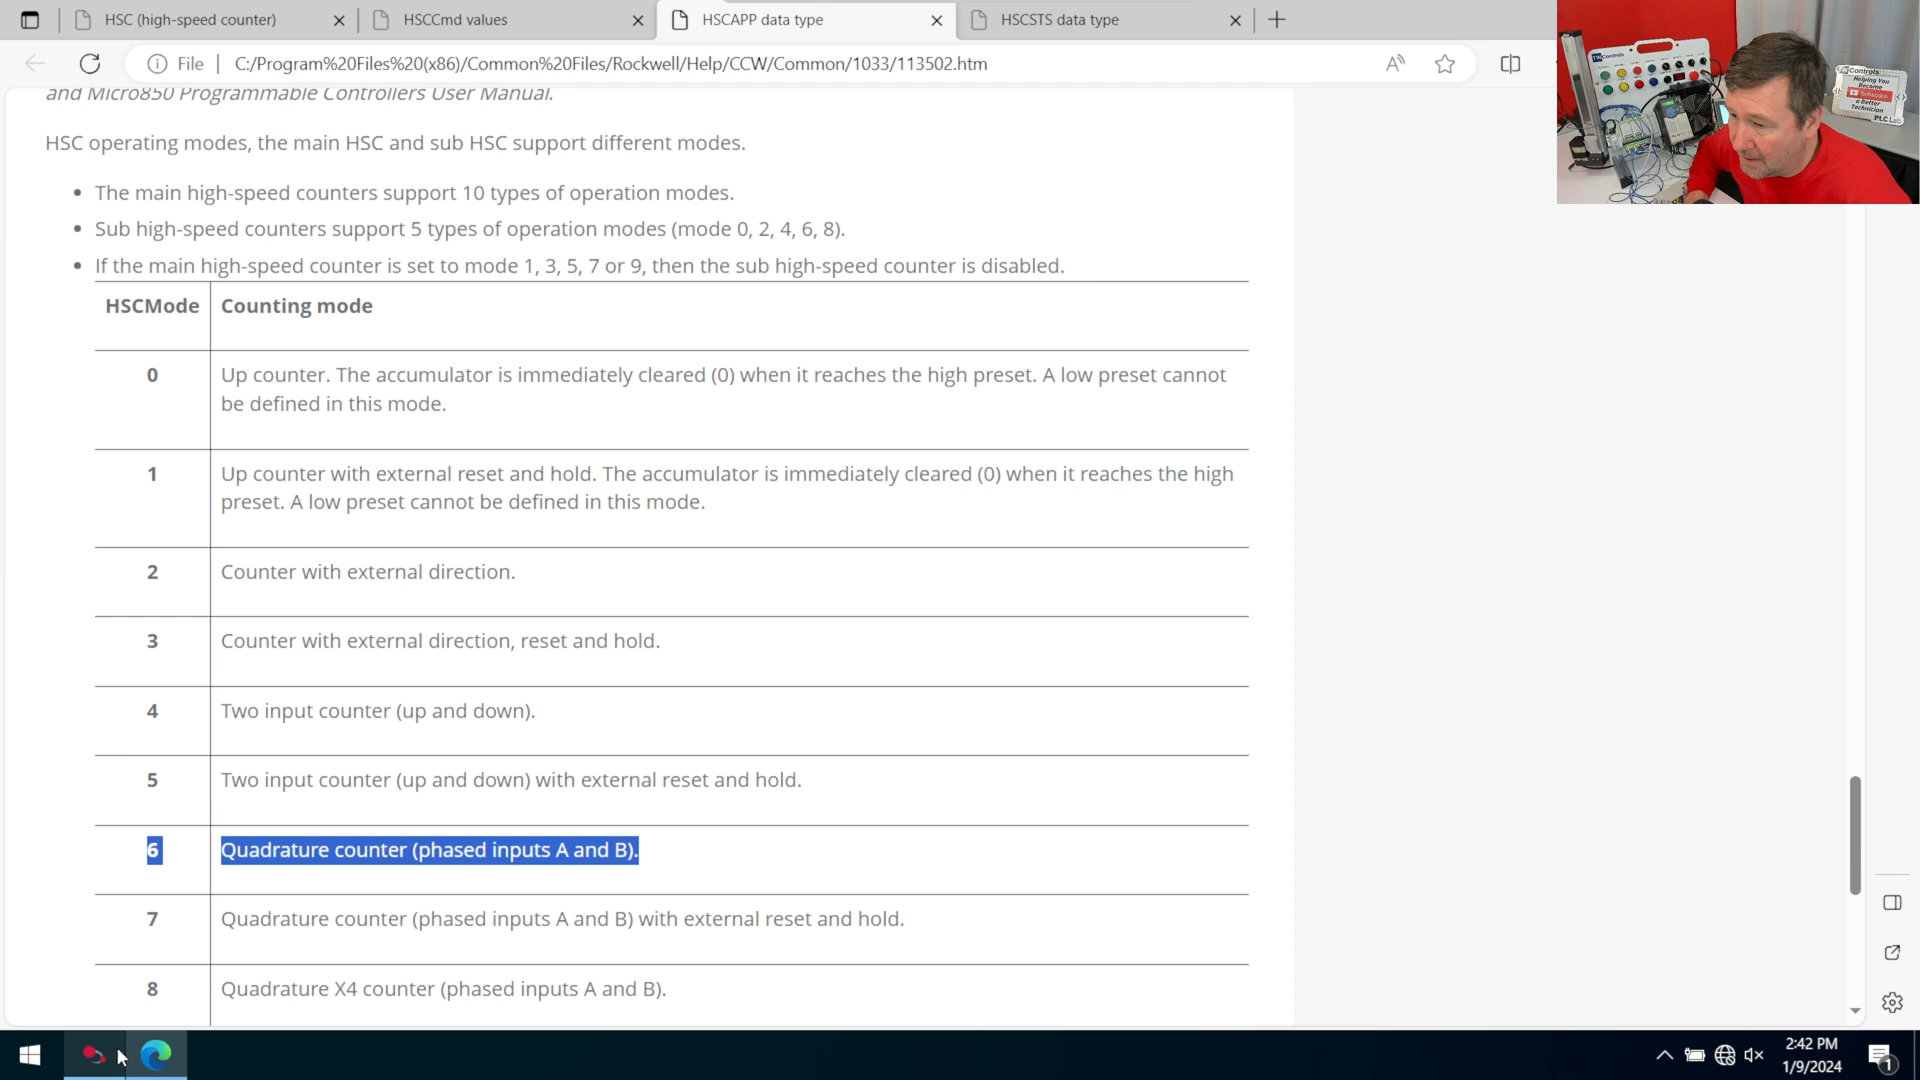 HSC (high-speed counter)
HSCCmd values
HSCAPP data type
HSCSTS data type
File
C:/Program%20Files%20(x86)/Common%20Files/Rockwell/Help/CCW/Common/1033/113502.htm
and Micro850 Programmable Controllers User Manual.
HSC operating modes, the main HSC and sub HSC support different modes.
• The main high-speed counters support 10 types of operation modes.
• Sub high-speed counters support 5 types of operation modes (mode 0, 2, 4, 6, 8).
• If the main high-speed counter is set to mode 1, 3, 5, 7 or 9, then the sub high-speed counter is disabled.
HSCMode Counting mode
0 Up counter. The accumulator is immediately cleared (0) when it reaches the high preset. A low preset cannot
be defined in this mode.
1 Up counter with external reset and hold. The accumulator is immediately cleared (0) when it reaches the high
preset. A low preset cannot be defined in this mode.
2 Counter with external direction.
3 Counter with external direction, reset and hold.
4 Two input counter (up and down).
5 Two input counter (up and down) with external reset and hold.
6 Quadrature counter (phased inputs A and B).
7 Quadrature counter (phased inputs A and B) with external reset and hold.
8 Quadrature X4 counter (phased inputs A and B).
Controls
Helping You
Become
Subscribe
a Better
Technician
PLC Lab
2:42 PM
1/9/2024
1